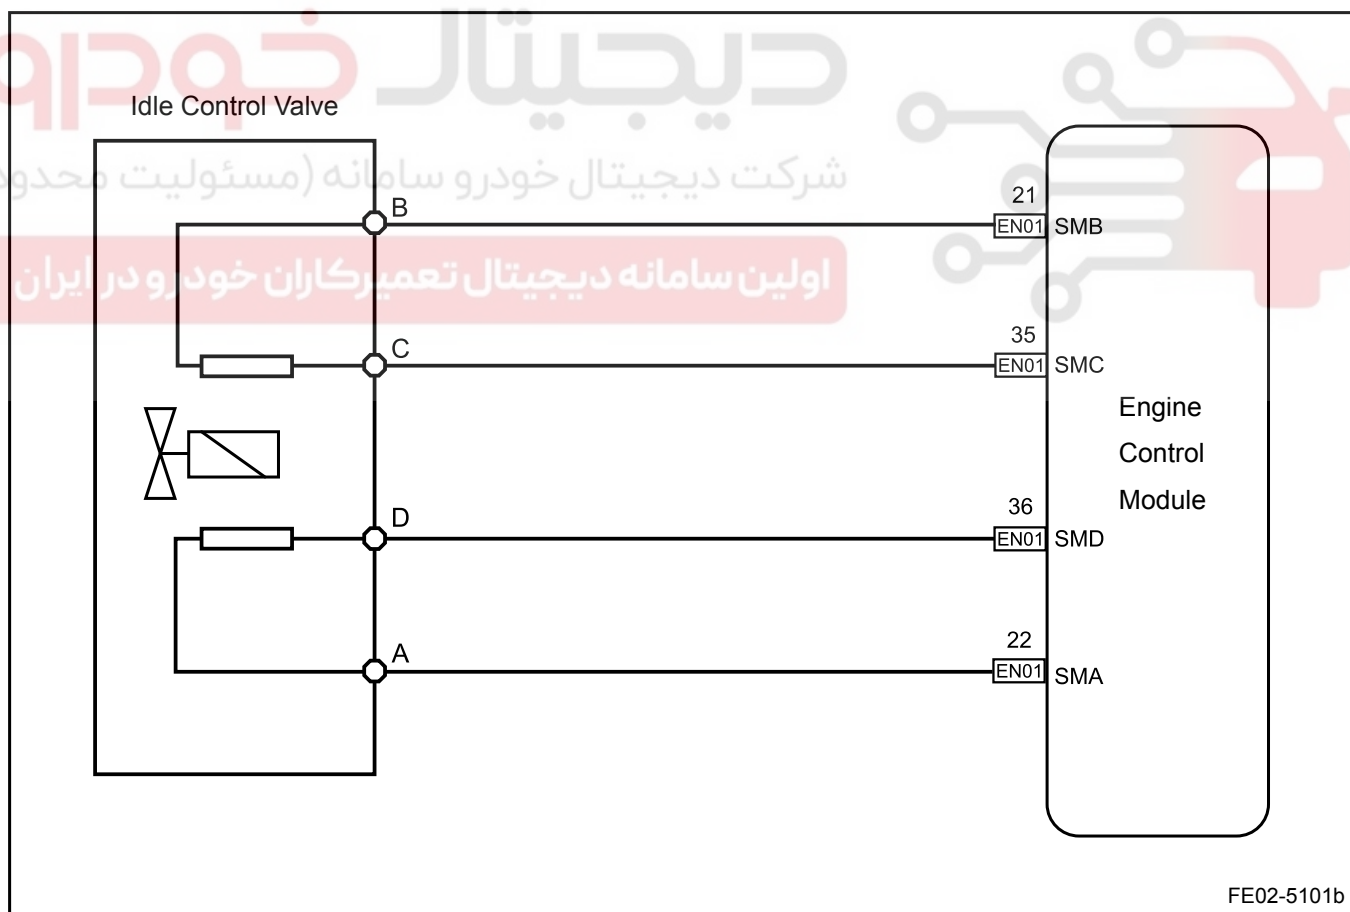 دیجیتال خودرو
شرکت دیجیتال خودرو سامانه (مسئولیت محدود
اولین سامانه دیجیتال تعمیرکاران خودرو در ایران
Idle Control Valve
B
21
EN01 SMB
C
35
EN01 SMC
Engine
Control
Module
D
36
EN01 SMD
A
22
EN01 SMA
FE02-5101b